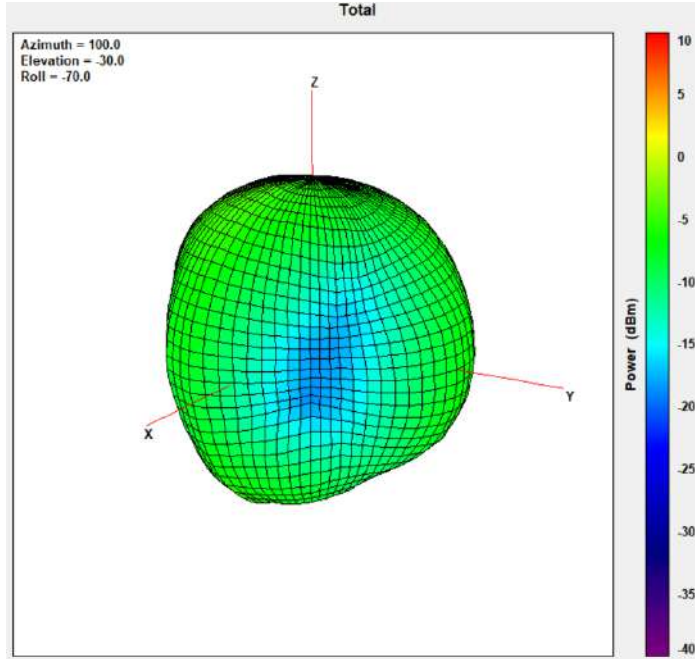 Total
Azimuth = 100.0
Elevation = -30.0
Roll = -70.0
Z
X
Y
10
5
0
-5
-10
-15
-20
-25
-30
-35
-40
Power (dBm)